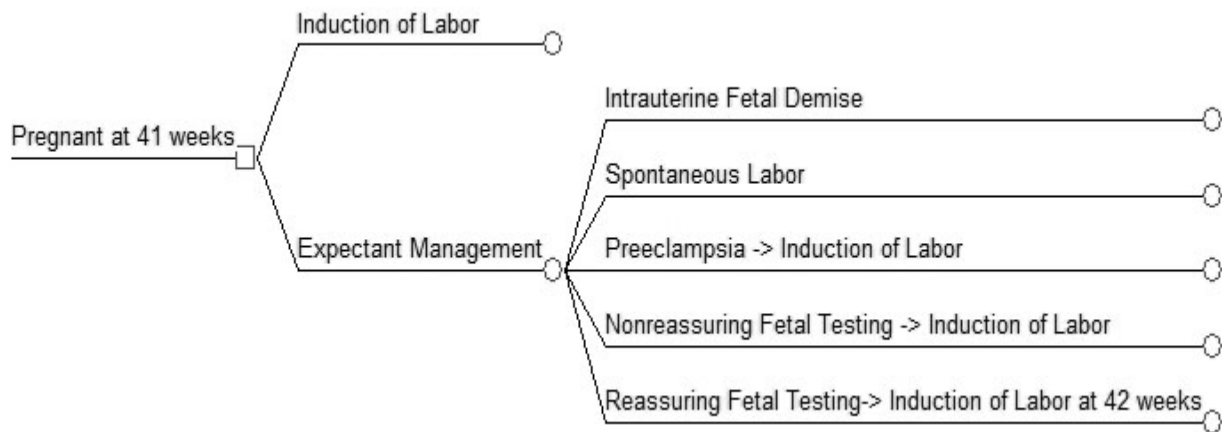 Induction of Labor
Intrauterine Fetal Demise
Pregnant at 41 weeks
Spontaneous Labor
Expectant Management
Preeclampsia -> Induction of Labor
Nonreassuring Fetal Testing -> Induction of Labor
Reassuring Fetal Testing-> Induction of Labor at 42 weeks